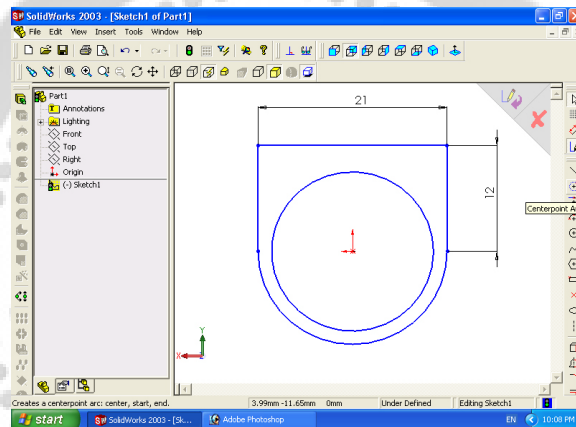 SolidWorks 2003 - [Sketch1 of Part1]
File Edit View Insert Tools Window Help
Part1
Annotations
Lighting
Front
Top
Right
Origin
(-) Sketch1
21
12
Centerpoint A
X
Y
Creates a centerpoint arc: center, start, end.
3.99mm -11.65mm 0mm Under Defined Editing Sketch1
start SolidWorks 2003 - [Sk... Adobe Photoshop EN 10:08 PM